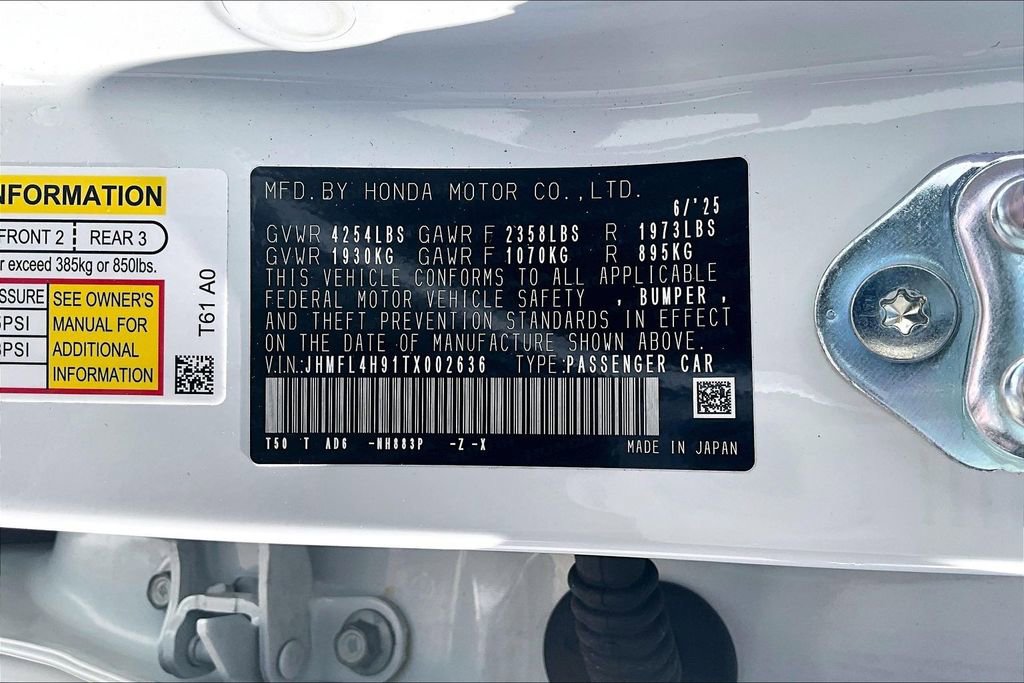 NFORMATION
FRONT 2 REAR 3
r exceed 385kg or 850lbs.
SSURE SEE OWNER'S
PSI MANUAL FOR
PSI ADDITIONAL
INFORMATION
T61 A0
MFD. BY HONDA MOTOR CO., LTD.
6/'25
GVWR 4254LBS GAWR F 2358LBS R 1973LBS
GVWR 1930KG GAWR F 1070KG R 895KG
THIS VEHICLE CONFORMS TO ALL APPLICABLE
FEDERAL MOTOR VEHICLE SAFETY , BUMPER ,
AND THEFT PREVENTION STANDARDS IN EFFECT
ON THE DATE OF MANUFACTURE SHOWN ABOVE.
V.I.N:JHMFL4H91TX002636 TYPE:PASSENGER CAR
T50 T AD6 -NH883P -Z -X MADE IN JAPAN